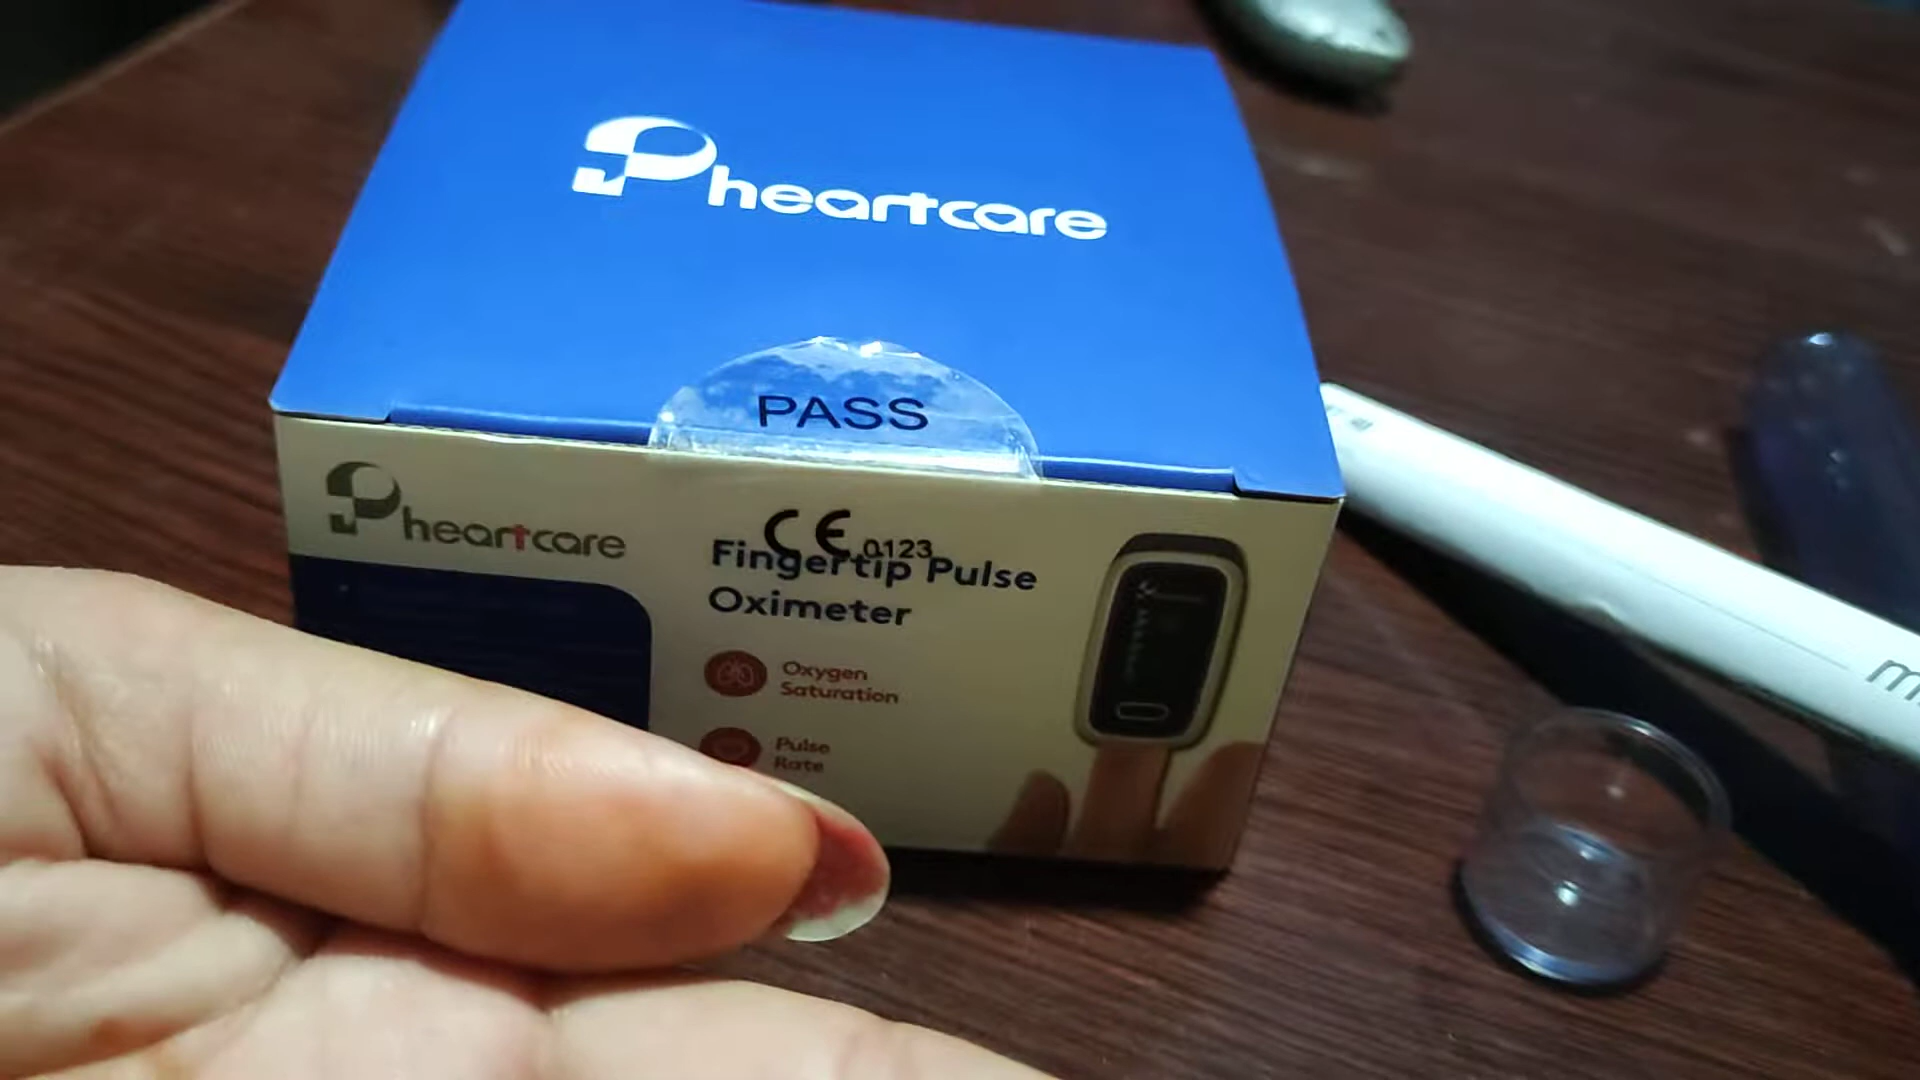 heartcare
PASS
heartcare
CE 0123
Fingertip Pulse
Oximeter
Oxygen
Saturation
Pulse
Rate